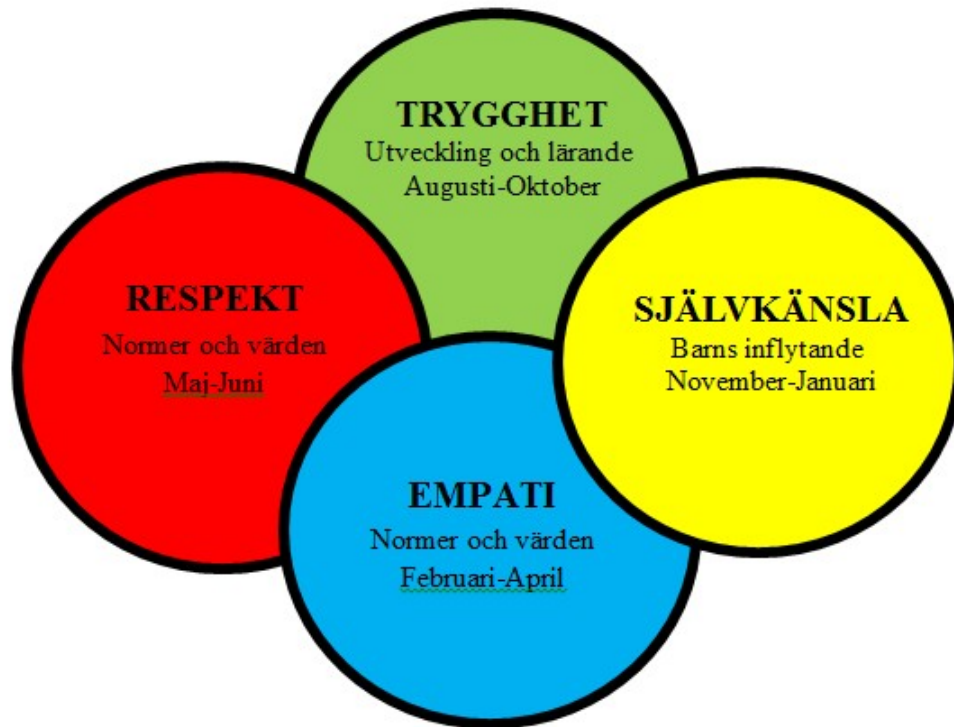 TRYGGHET
Utveckling och lärande
Augusti-Oktober
RESPEKT
Normer och värden
Maj-Juni
SJÄLVKÄNSLA
Barns inflytande
November-Januari
EMPATI
Normer och värden
Februari-April